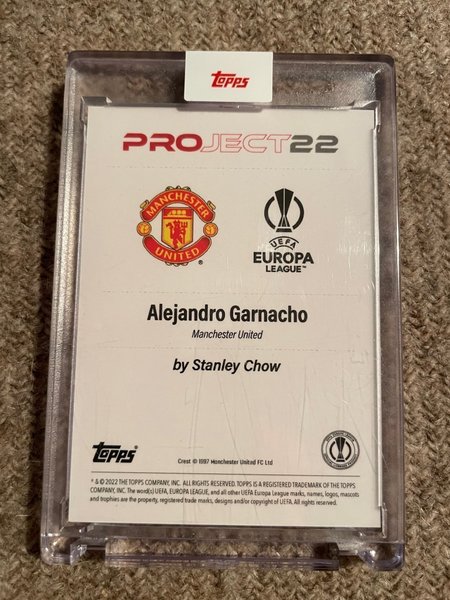 Topps
PROJECT22
MANCHESTER
UNITED
UEFA
EUROPA
LEAGUE™
Alejandro Garnacho
Manchester United
by Stanley Chow
Topps®
Crest © 1997 Manchester United FC Ltd
® & © 2022 THE TOPPS COMPANY, INC. ALL RIGHTS RESERVED. TOPPS IS A REGISTERED TRADEMARK OF THE TOPPS
COMPANY, INC. The word(s) UEFA, EUROPA LEAGUE, and all other UEFA Europa League marks, names, logos, mascots
and trophies are the property, registered trade marks, designs and/or copyright of UEFA. All rights reserved.